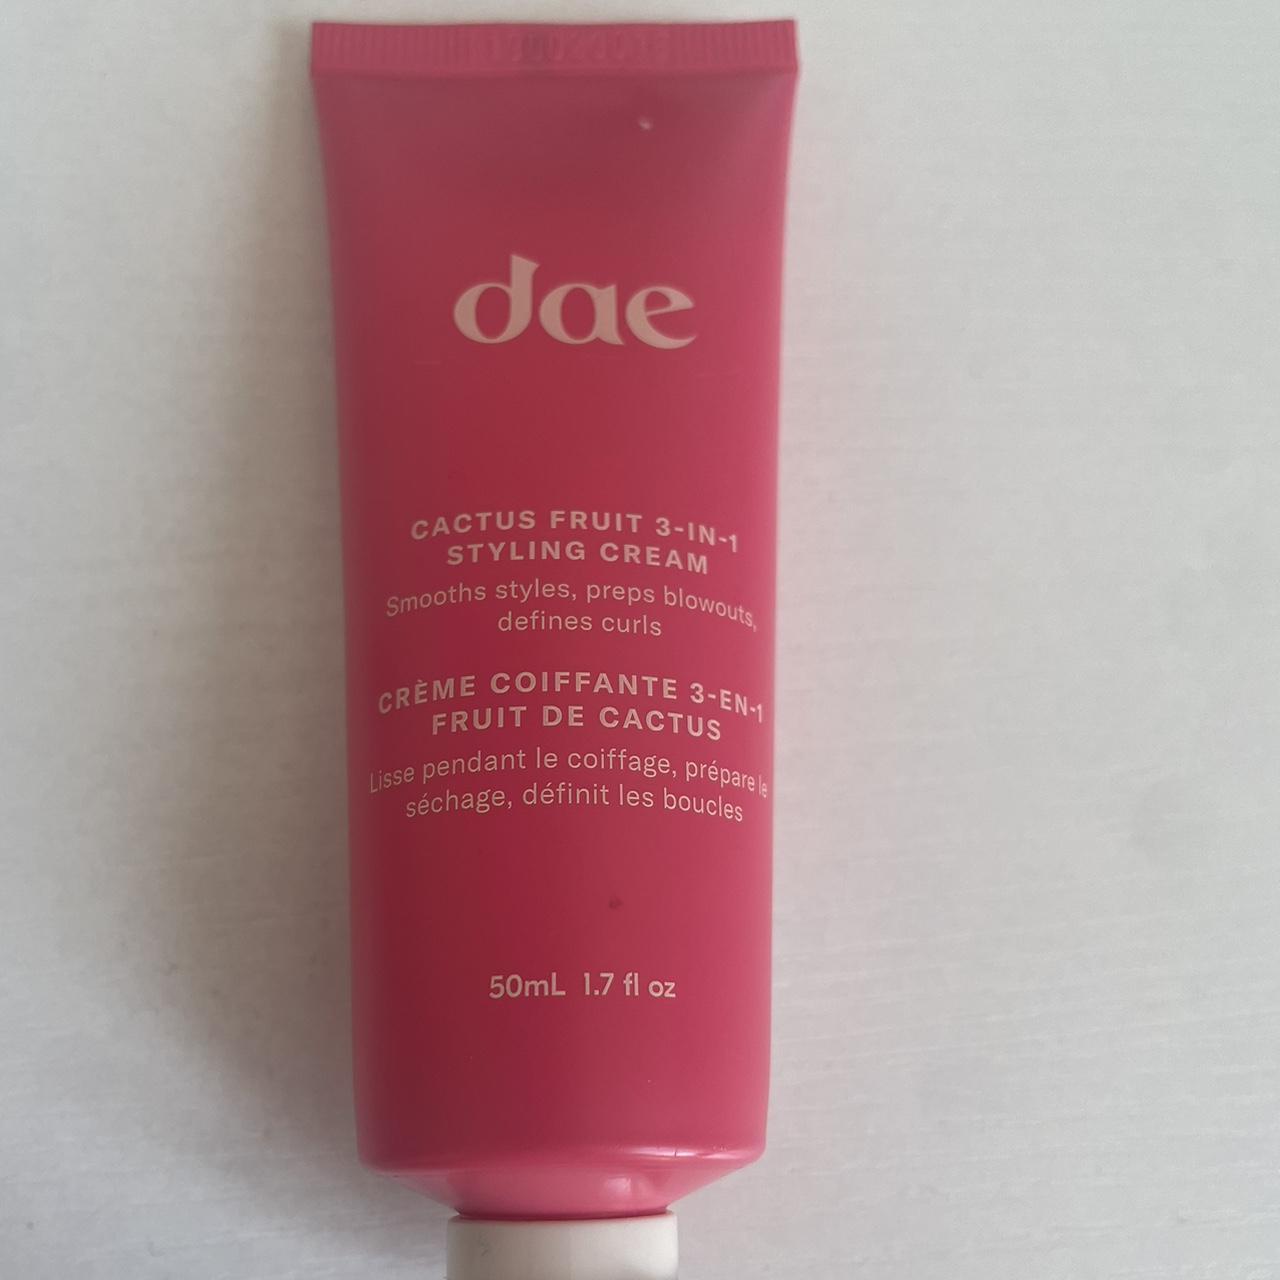 dae
CACTUS FRUIT 3-IN-1
STYLING CREAM
Smooths styles, preps blowouts,
defines curls
CRÈME COIFFANTE 3-EN-1
FRUIT DE CACTUS
Lisse pendant le coiffage, prépare le
séchage, définit les boucles
50mL 1.7 fl oz